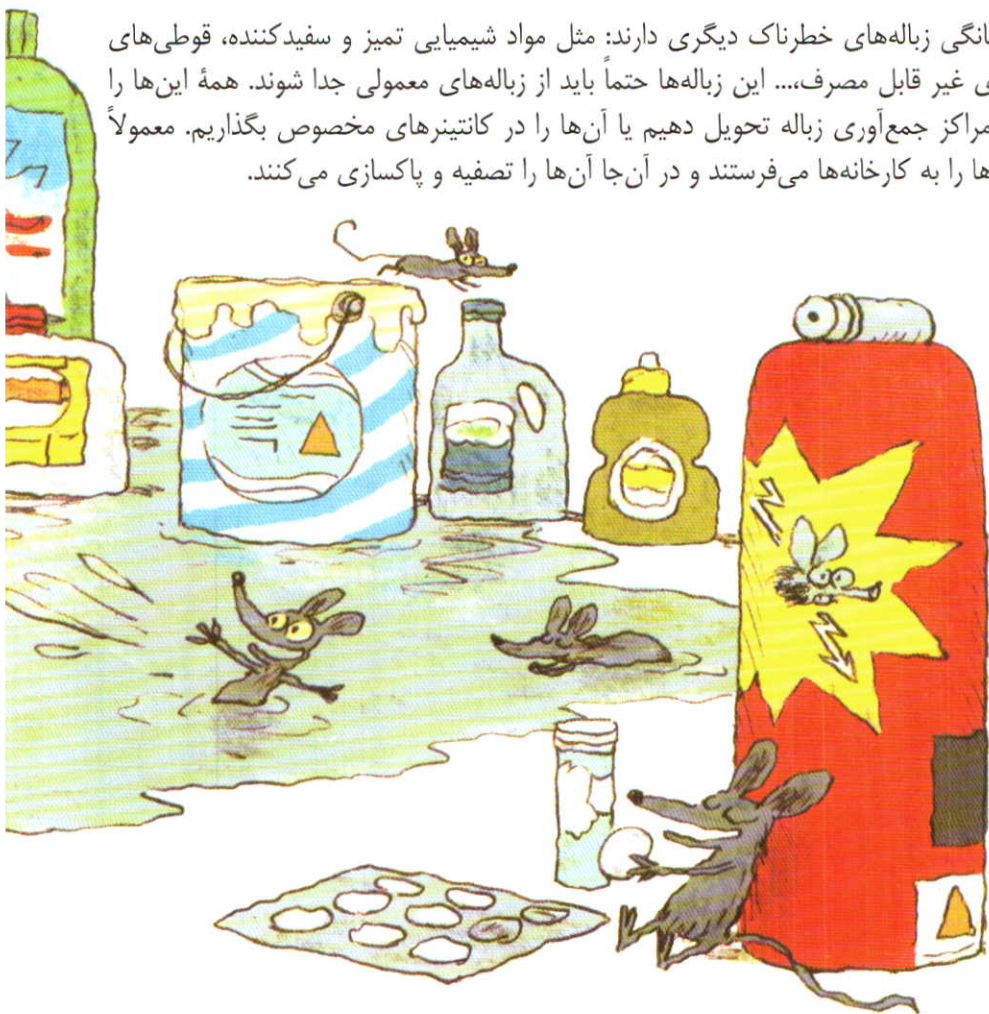 انگی زباله‌های خطرناک دیگری دارند: مثل مواد شیمیایی تمیز و سفیدکننده، قوطی‌های
ی غیر قابل مصرف،... این زباله‌ها حتماً باید از زباله‌های معمولی جدا شوند. همهٔ این‌ها را
مراکز جمع‌آوری زباله تحویل دهیم یا آن‌ها را در کانتینرهای مخصوص بگذاریم. معمولاً
ها را به کارخانه‌ها می‌فرستند و در آن‌جا آن‌ها را تصفیه و پاکسازی می‌کنند.